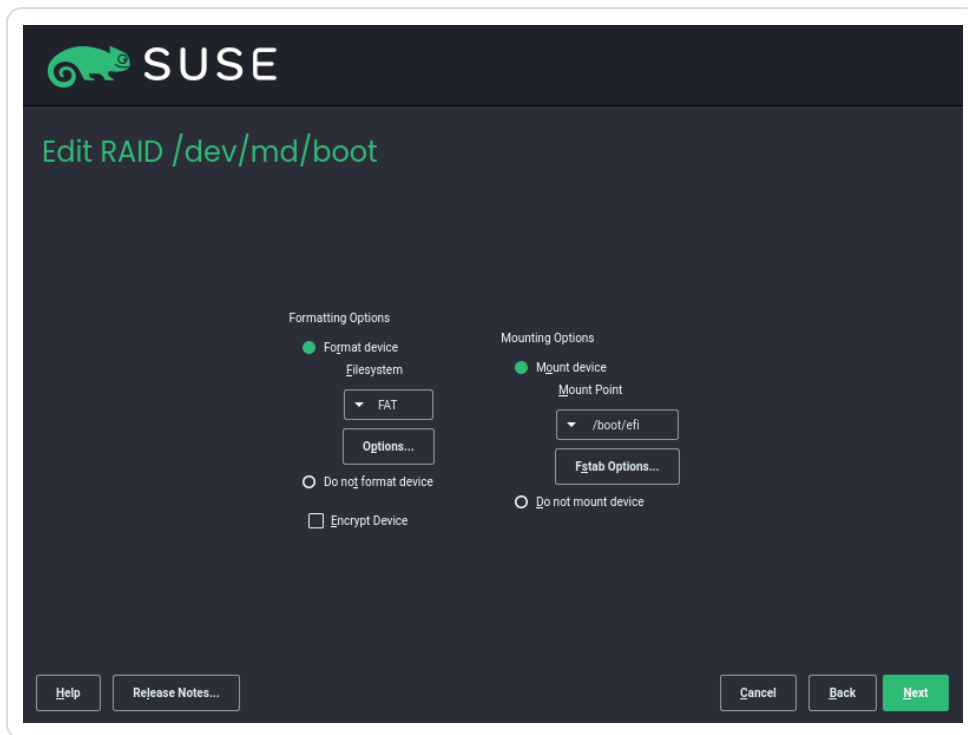 SUSE
Edit RAID /dev/md/boot
Formatting Options
Format device
Filesystem
FAT
Options...
Do not format device
Encrypt Device
Mounting Options
Mount device
Mount Point
/boot/efi
Fstab Options...
Do not mount device
Help
Release Notes...
Cancel
Back
Next